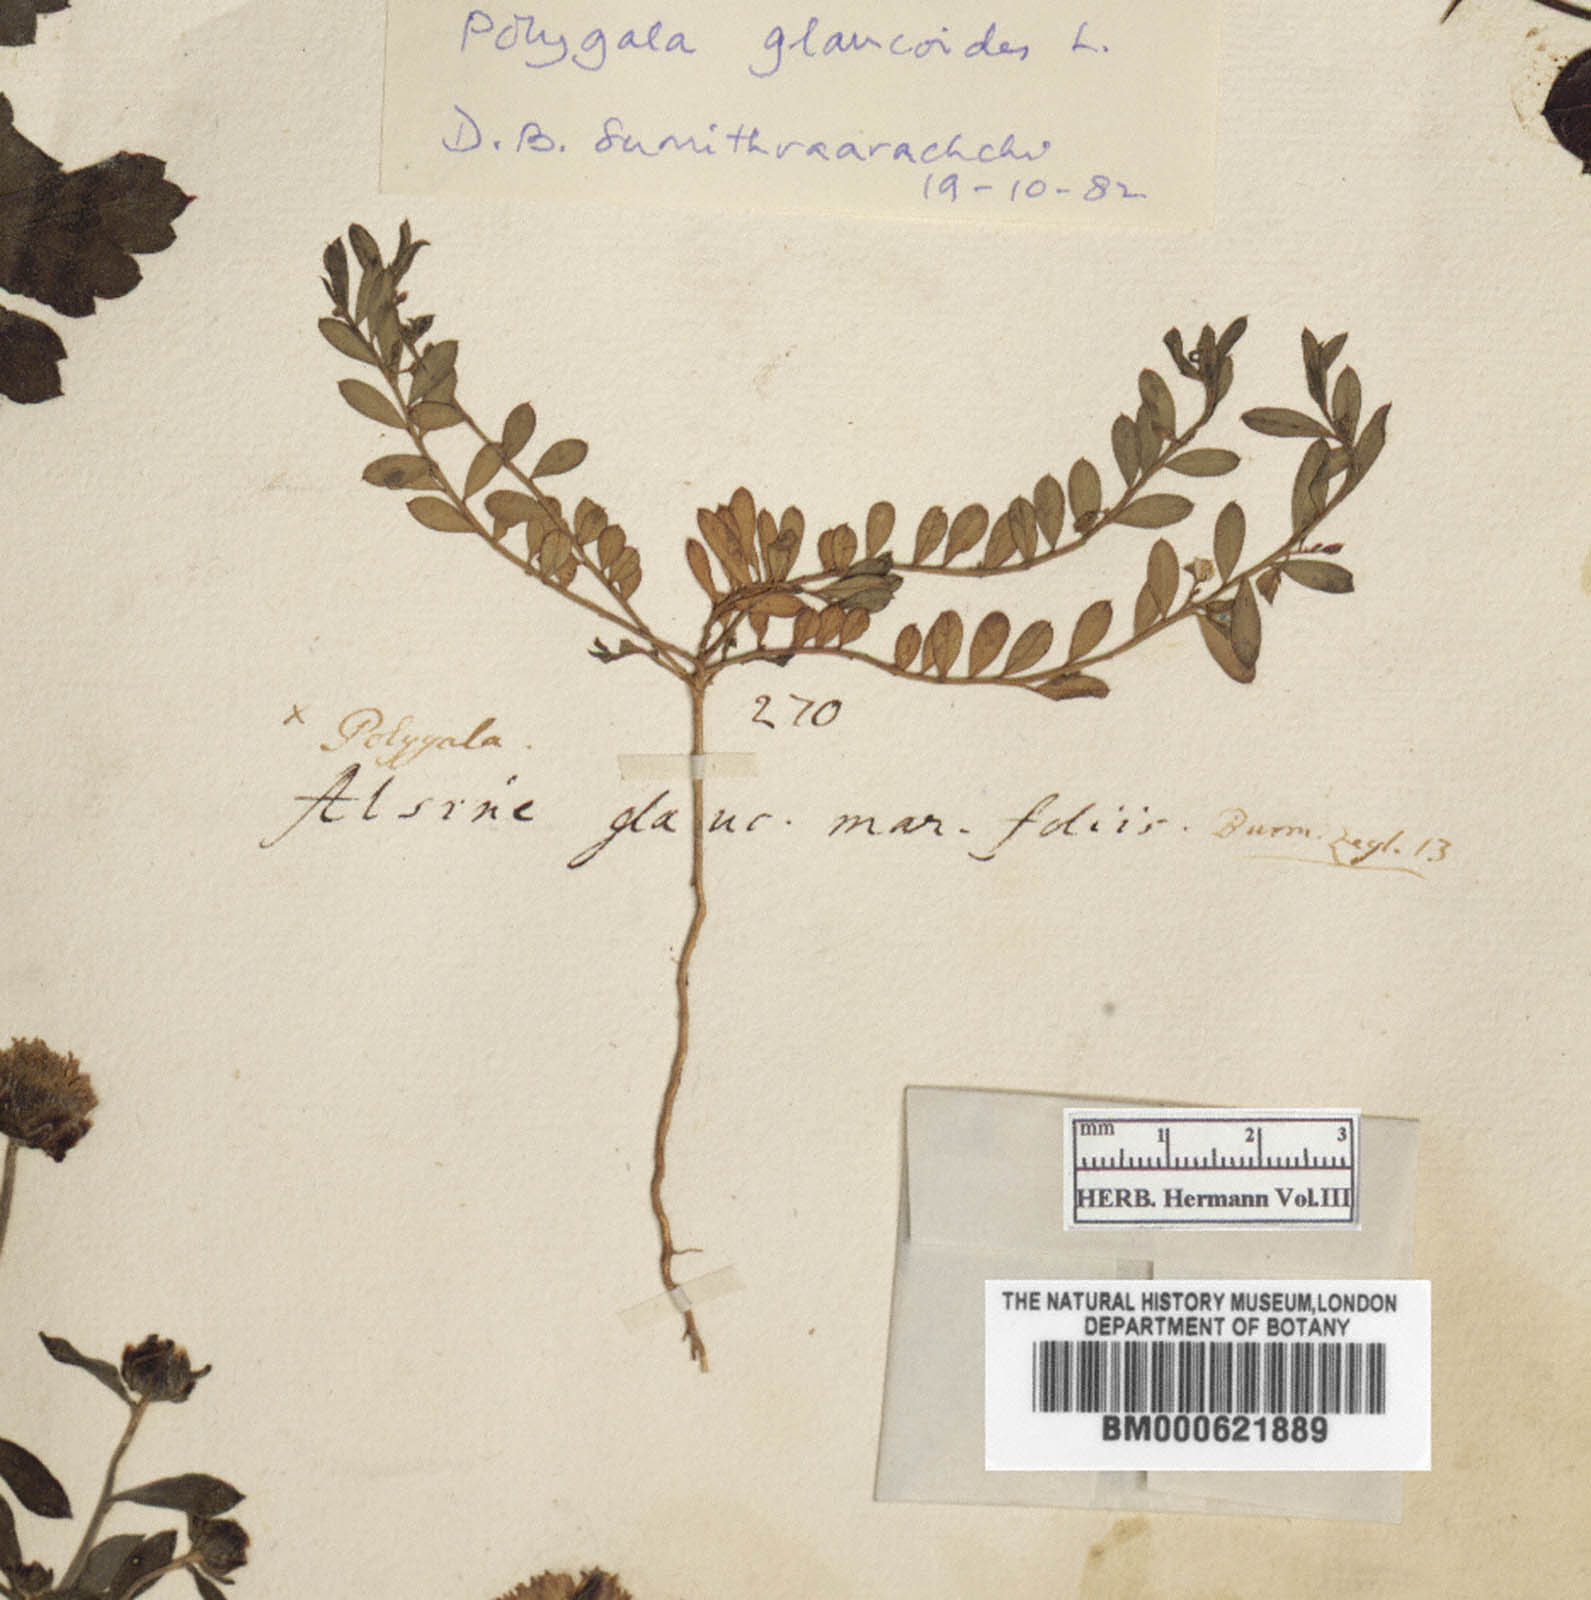 Polygala glaucoides L.
D. B. Sumithraarachchi
19-10-82
270
x Polygala.
Alsine glauc. mar. foliis. Burm. zeyl. 13
mm 1 2 3
HERB. Hermann Vol.III
THE NATURAL HISTORY MUSEUM,LONDON
DEPARTMENT OF BOTANY
BM000621889